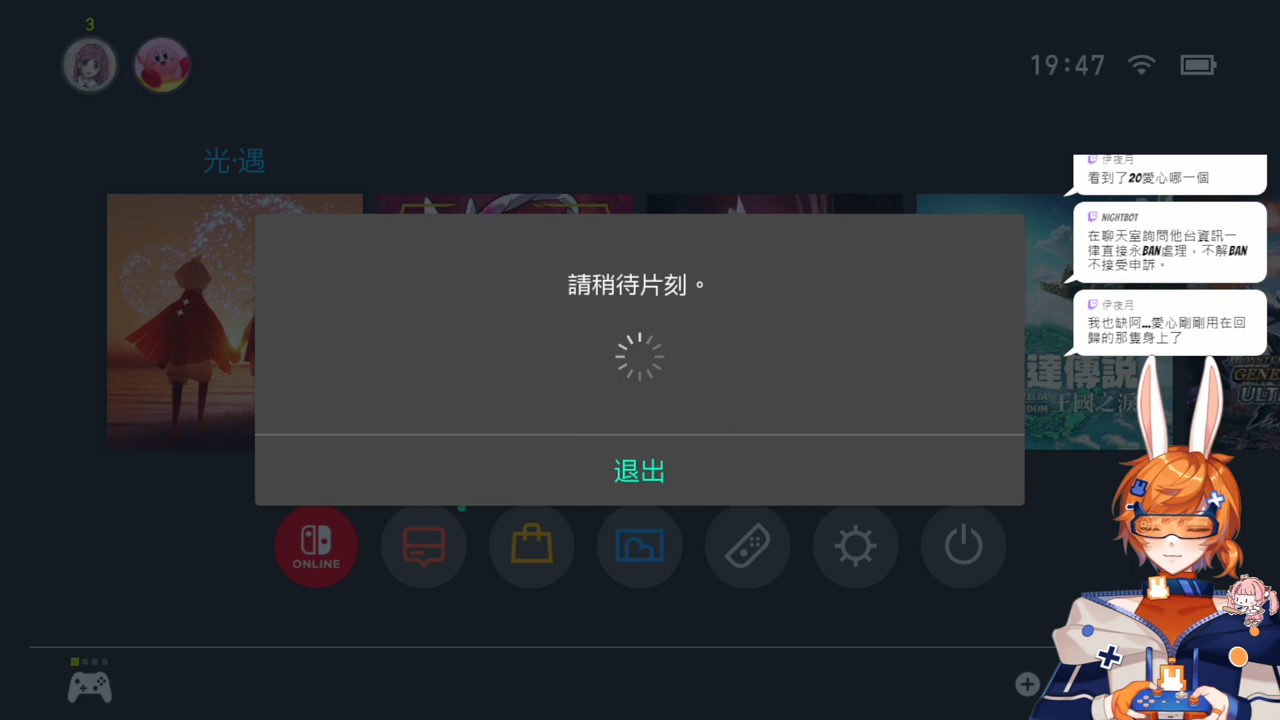 3
19:47
光·遇
伊夜月
看到了20愛心哪一個
NIGHTBOT
在聊天室詢問他台資訊一
律直接永BAN處理，不解BAN
不接受申訴。
伊夜月
我也缺阿...愛心剛剛用在回
歸的那隻身上了
請稍待片刻。
達傳說
王國之淚
GENE
ULT
退出
ONLINE